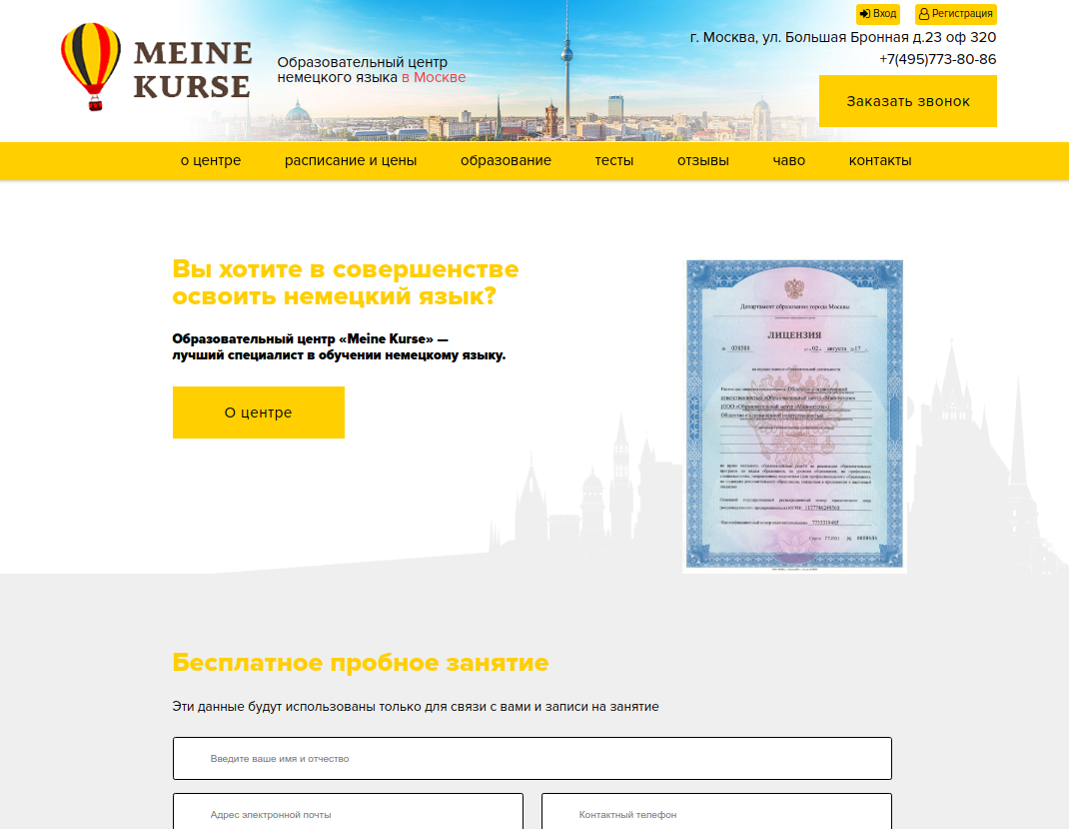 Вход
Регистрация
г. Москва, ул. Большая Бронная д.23 оф 320
+7(495)773-80-86
MEINE
KURSE
Образовательный центр
немецкого языка в Москве
Заказать звонок
о центре
расписание и цены
образование
тесты
отзывы
чаво
контакты
Вы хотите в совершенстве
освоить немецкий язык?
Образовательный центр «Meine Kurse» —
лучший специалист в обучении немецкому языку.
О центре
Департамент образования города Москвы
ЛИЦЕНЗИЯ
Бесплатное пробное занятие
Эти данные будут использованы только для связи с вами и записи на занятие
Введите ваше имя и отчество
Адрес электронной почты
Контактный телефон